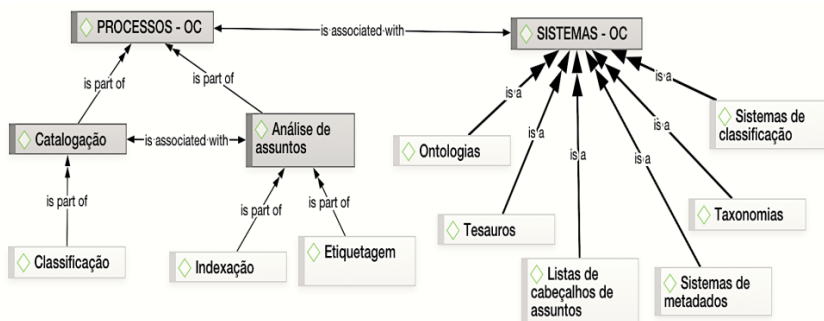 PROCESSOS - OC
is associated with
SISTEMAS - OC
is part of
is part of
is a
is a
is a
is a
is a
is a
Sistemas de
classificação
Catalogação
is associated with
Análise de
assuntos
Ontologias
is part of
is part of
is part of
Taxonomias
Tesauros
Classificação
Indexação
Etiquetagem
Listas de
cabeçalhos de
assuntos
Sistemas de
metadados